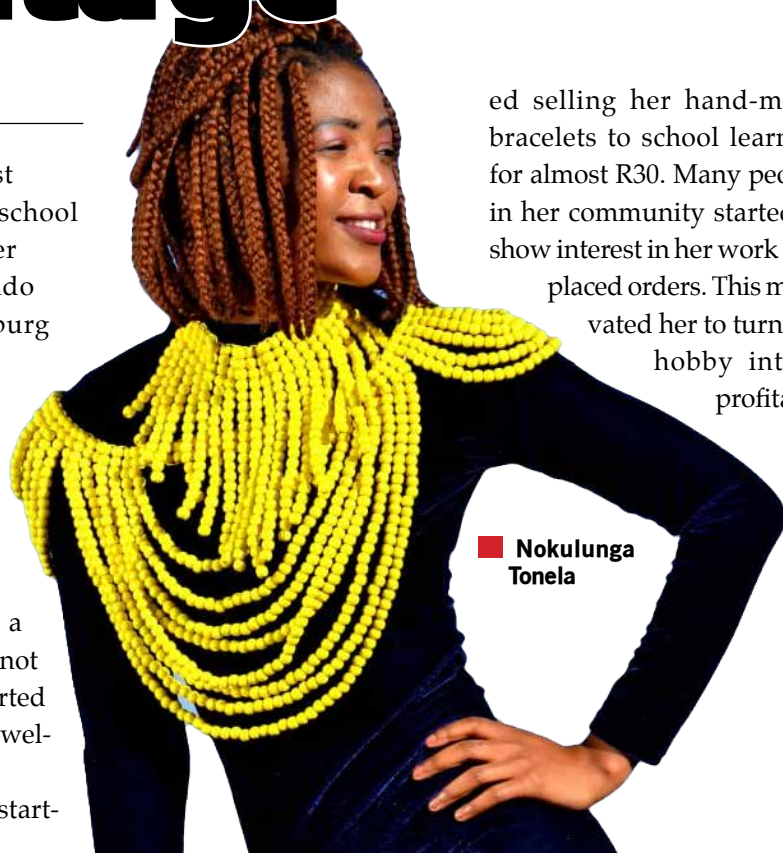 st
school
er
do
burg
a
not
rted
wel-
start-
ed selling her hand-m
bracelets to school learn
for almost R30. Many peo
in her community started
show interest in her work
placed orders. This m
vated her to turn
hobby int
profita
Nokulunga
Tonela